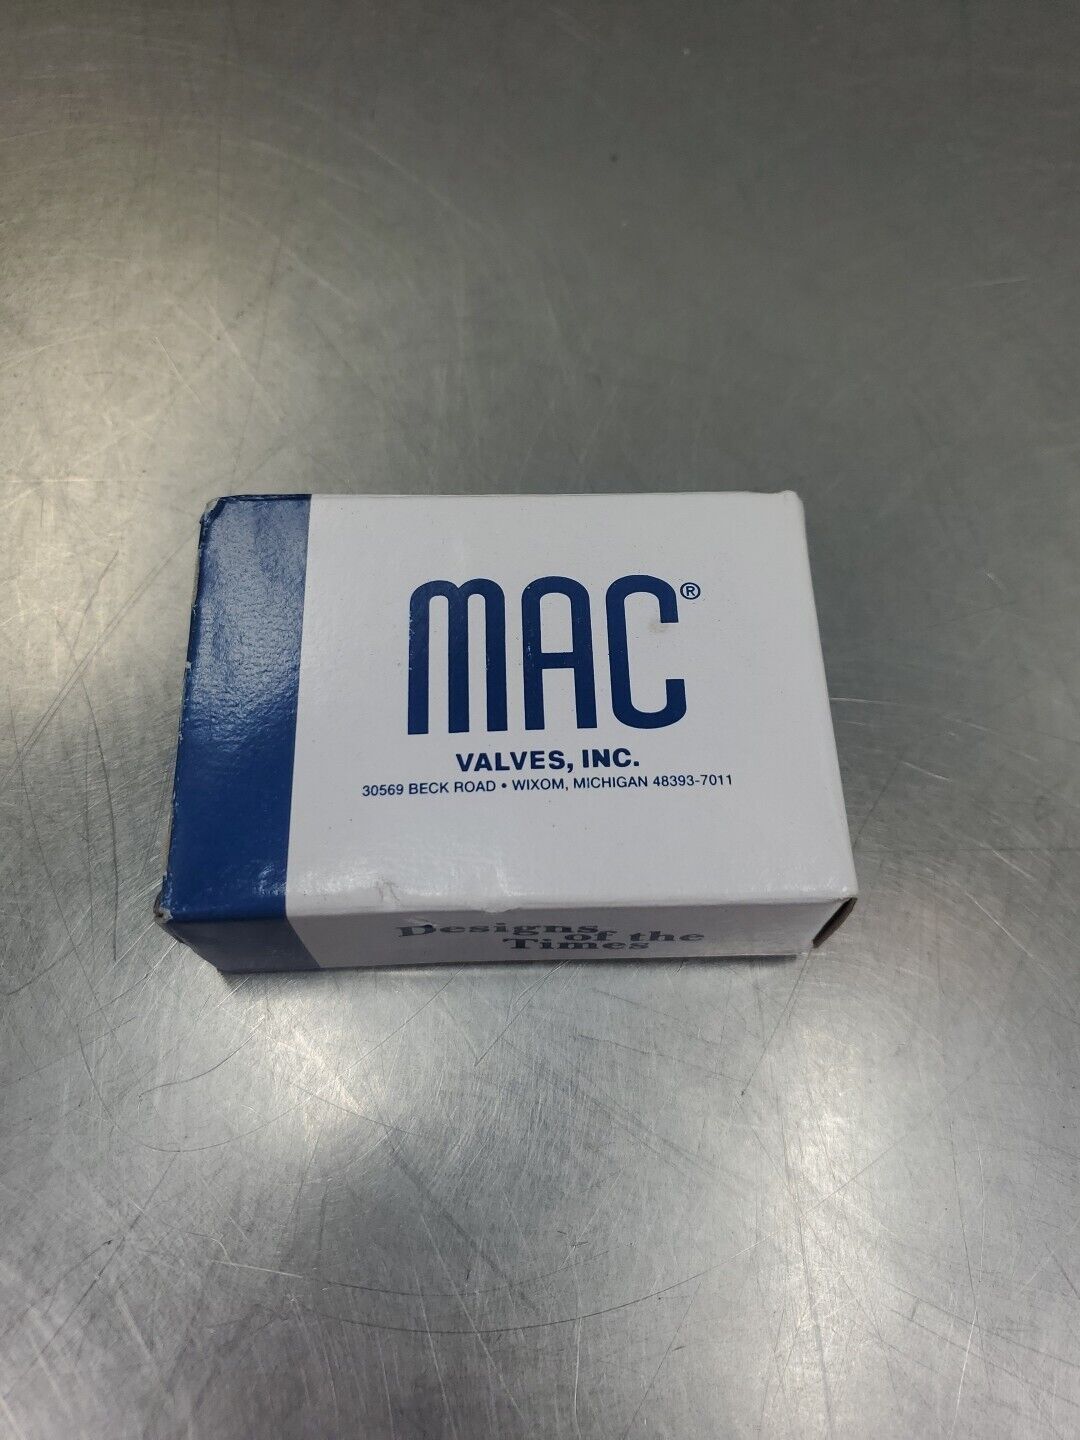 MAC®
VALVES, INC.
30569 BECK ROAD • WIXOM, MICHIGAN 48393-7011
Designs
of the
Times